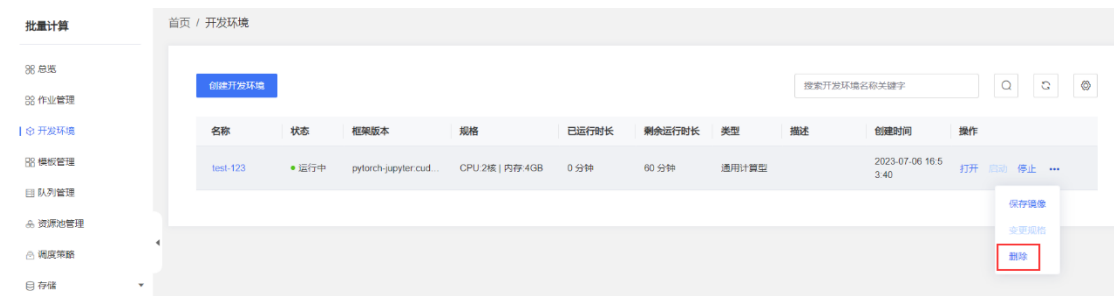 批量计算
首页 / 开发环境
总览
作业管理
开发环境
模板管理
队列管理
资源池管理
调度策略
存储
创建开发环境
搜索开发环境名称关键字
名称 状态 框架版本 规格 已运行时长 剩余运行时长 类型 描述 创建时间 操作
test-123 运行中 pytorch-jupyter:cud... CPU:2核 | 内存:4GB 0 分钟 60 分钟 通用计算型 2023-07-06 16:5
3:40 打开 启动 停止 •••
保存镜像
变更规格
删除